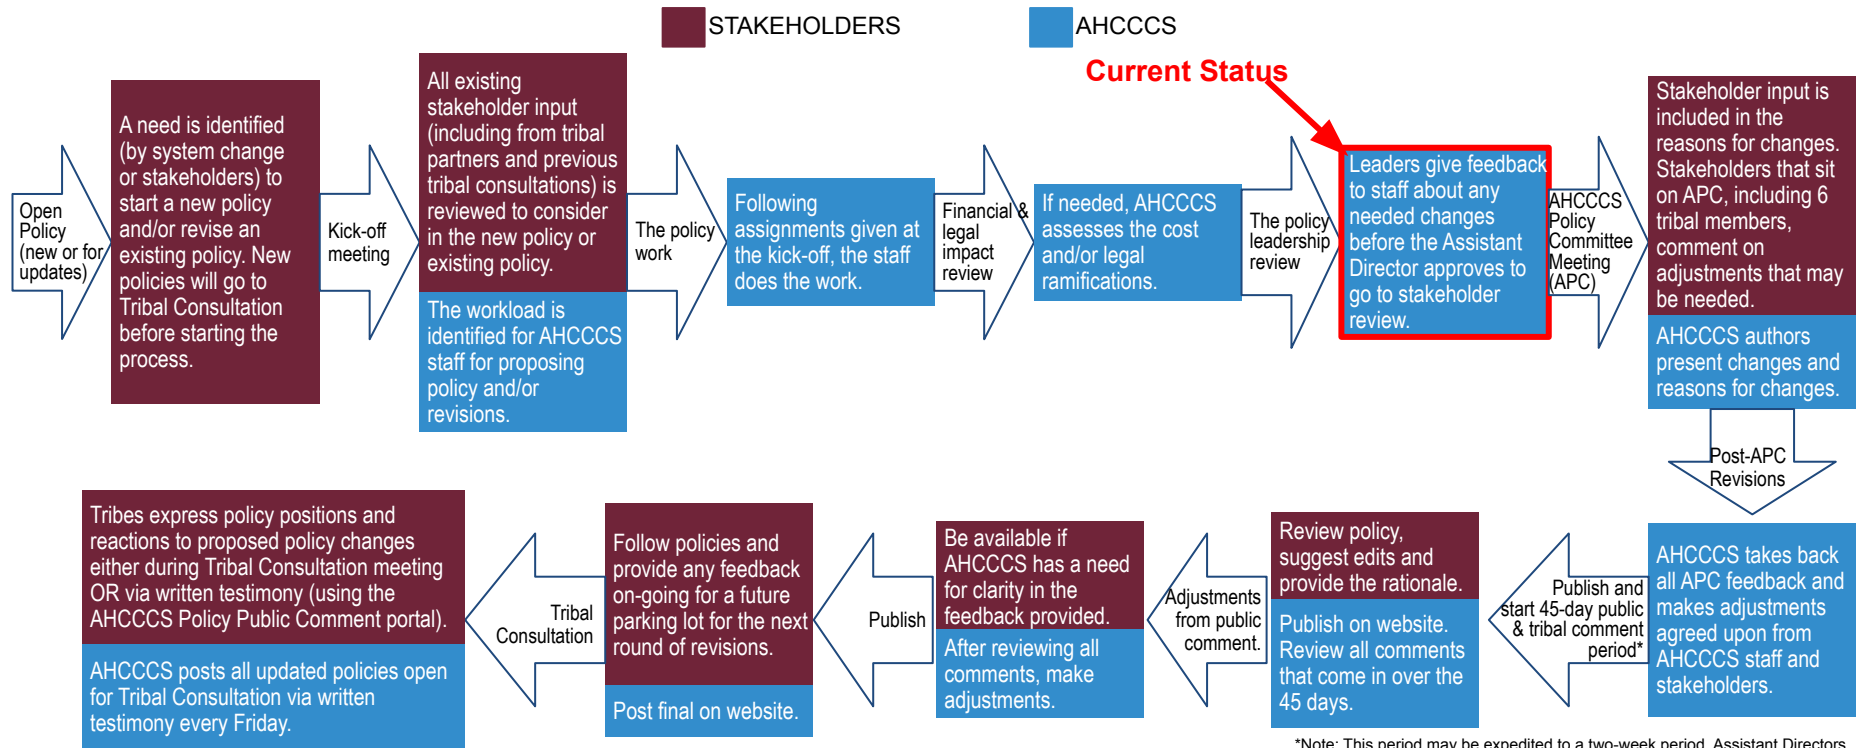 STAKEHOLDERS
AHCCCS
Current Status
Open
Policy
(new or for
updates)
A need is identified
(by system change
or stakeholders) to
start a new policy
and/or revise an
existing policy. New
policies will go to
Tribal Consultation
before starting the
process.
Kick-off
meeting
All existing
stakeholder input
(including from tribal
partners and previous
tribal consultations) is
reviewed to consider
in the new policy or
existing policy.
The workload is
identified for AHCCCS
staff for proposing
policy and/or
revisions.
The policy
work
Following
assignments given at
the kick-off, the staff
does the work.
Financial &
legal
impact
review
If needed, AHCCCS
assesses the cost
and/or legal
ramifications.
The policy
leadership
review
Leaders give feedback
to staff about any
needed changes
before the Assistant
Director approves to
go to stakeholder
review.
AHCCCS
Policy
Committee
Meeting
(APC)
Stakeholder input is
included in the
reasons for changes.
Stakeholders that sit
on APC, including 6
tribal members,
comment on
adjustments that may
be needed.
AHCCCS authors
present changes and
reasons for changes.
Post-APC
Revisions
AHCCCS takes back
all APC feedback and
makes adjustments
agreed upon from
AHCCCS staff and
stakeholders.
Publish and
start 45-day public
& tribal comment
period*
Review policy,
suggest edits and
provide the rationale.
Publish on website.
Review all comments
that come in over the
45 days.
Adjustments
from public
comment.
Be available if
AHCCCS has a need
for clarity in the
feedback provided.
After reviewing all
comments, make
adjustments.
Publish
Follow policies and
provide any feedback
on-going for a future
parking lot for the next
round of revisions.
Post final on website.
Tribal
Consultation
Tribes express policy positions and
reactions to proposed policy changes
either during Tribal Consultation meeting
OR via written testimony (using the
AHCCCS Policy Public Comment portal).
AHCCCS posts all updated policies open
for Tribal Consultation via written
testimony every Friday.
*Note: This period may be expedited to a two-week period. Assistant Directors